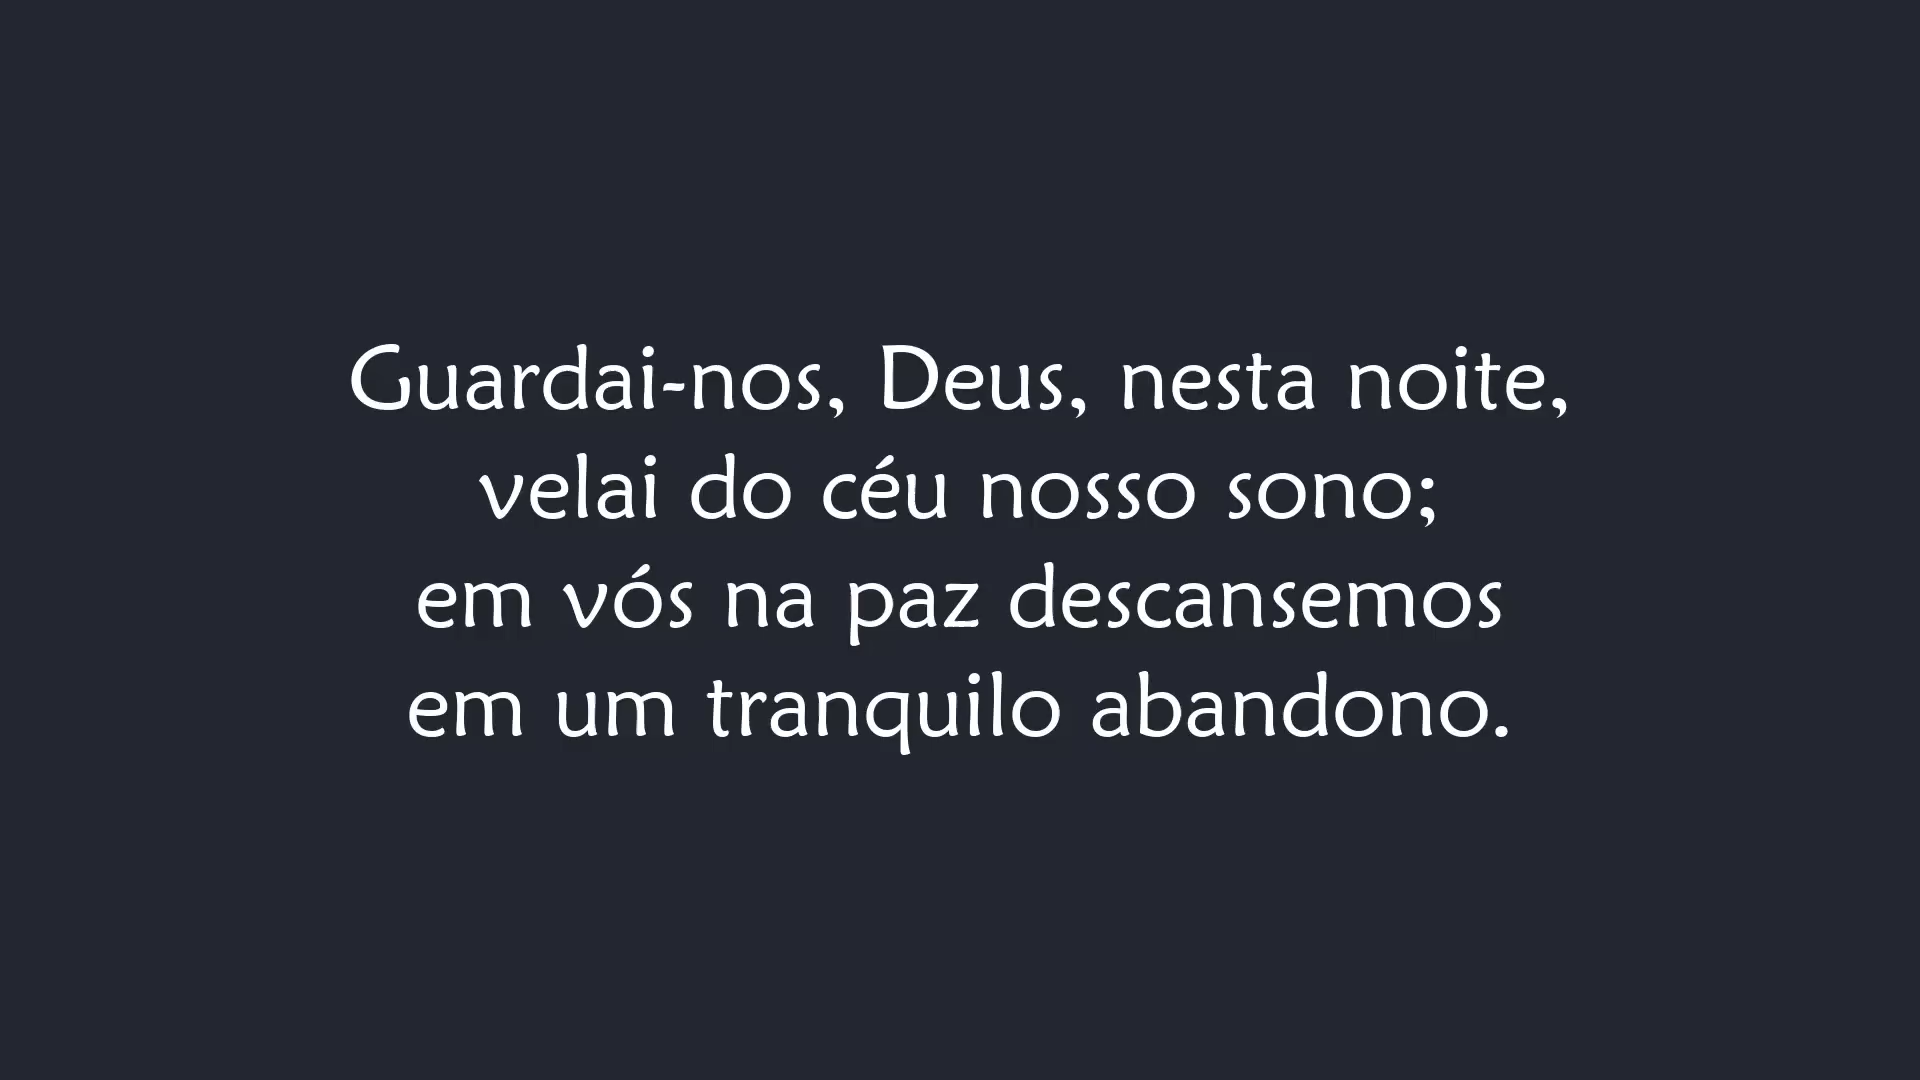 Guardai-nos, Deus, nesta noite,
velai do céu nosso sono;
em vós na paz descansemos
em um tranquilo abandono.